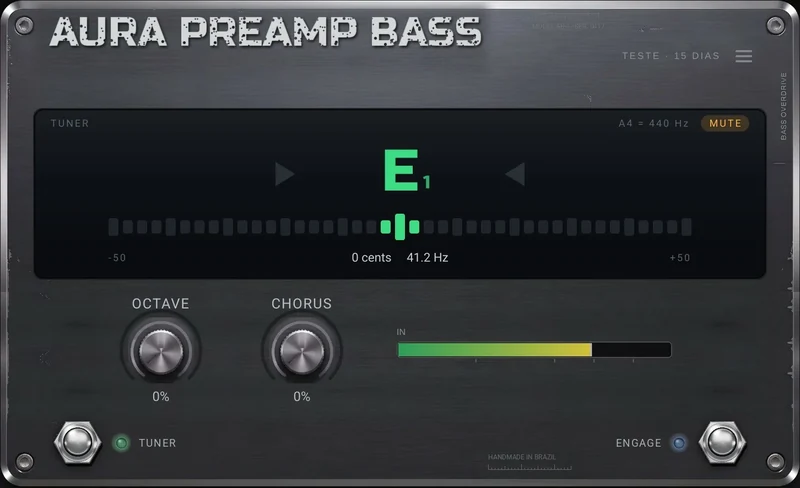 AURA PREAMP BASS
TESTE · 15 DIAS
BASS OVERDRIVE
TUNER
A4 = 440 Hz MUTE
E1
-50
0 cents 41.2 Hz
+50
OCTAVE CHORUS
IN
0% 0%
TUNER
ENGAGE
HANDMADE IN BRAZIL